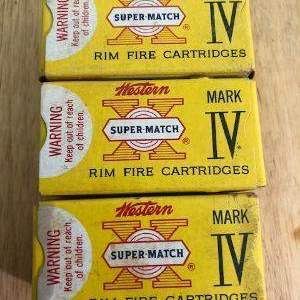 WARNING
Keep out of reach
of children.
SUPER-MATCH
®
IV
RIM FIRE CARTRIDGES
WARNING
Keep out of reach
of children.
Western
X
SUPER-MATCH
®
MARK
IV
RIM FIRE CARTRIDGES
WARNING
Keep out of reach
of children.
Western
X
SUPER-MATCH
®
MARK
IV